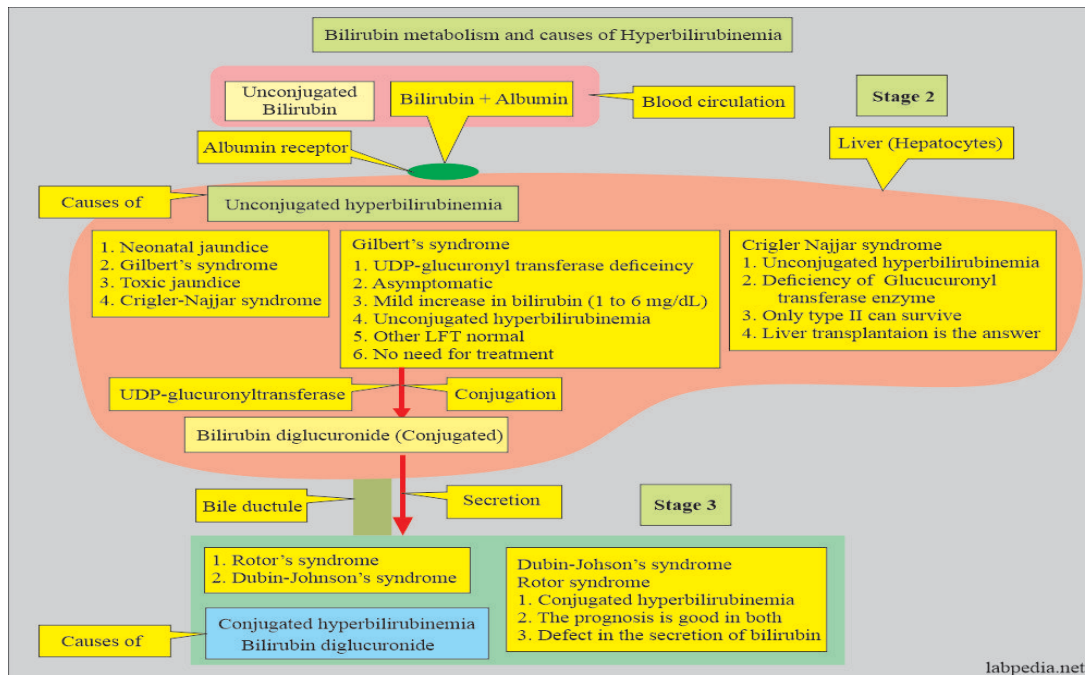 Bilirubin metabolism and causes of Hyperbilirubinemia
Unconjugated
Bilirubin
Bilirubin + Albumin
Blood circulation
Stage 2
Albumin receptor
Liver (Hepatocytes)
Causes of
Unconjugated hyperbilirubinemia
1. Neonatal jaundice
2. Gilbert's syndrome
3. Toxic jaundice
4. Crigler-Najjar syndrome
Gilbert's syndrome
1. UDP-glucuronyl transferase deficeincy
2. Asymptomatic
3. Mild increase in bilirubin (1 to 6 mg/dL)
4. Unconjugated hyperbilirubinemia
5. Other LFT normal
6. No need for treatment
Crigler Najjar syndrome
1. Unconjugated hyperbilirubinemia
2. Deficiency of Glucucuronyl
transferase enzyme
3. Only type II can survive
4. Liver transplantaion is the answer
UDP-glucuronyltransferase
Conjugation
Bilirubin diglucuronide (Conjugated)
Bile ductule
Secretion
Stage 3
1. Rotor's syndrome
2. Dubin-Johnson's syndrome
Dubin-Johson's syndrome
Rotor syndrome
1. Conjugated hyperbilirubinemia
2. The prognosis is good in both
3. Defect in the secretion of bilirubin
Causes of
Conjugated hyperbilirubinemia
Bilirubin diglucuronide
labpedia.net